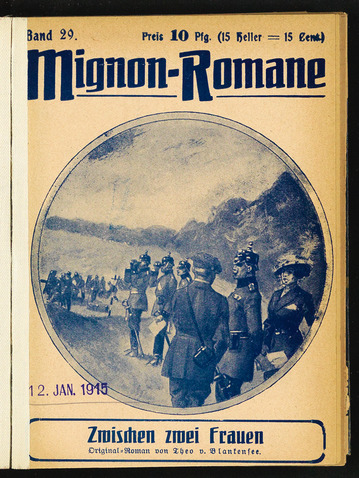 Band 29.
Preis 10 Pfg. (15 Heller = 15 Cent.)
Mignon-Romane
12. JAN. 1915
Zwischen zwei Frauen
Original-Roman von Theo v. Blankensee.